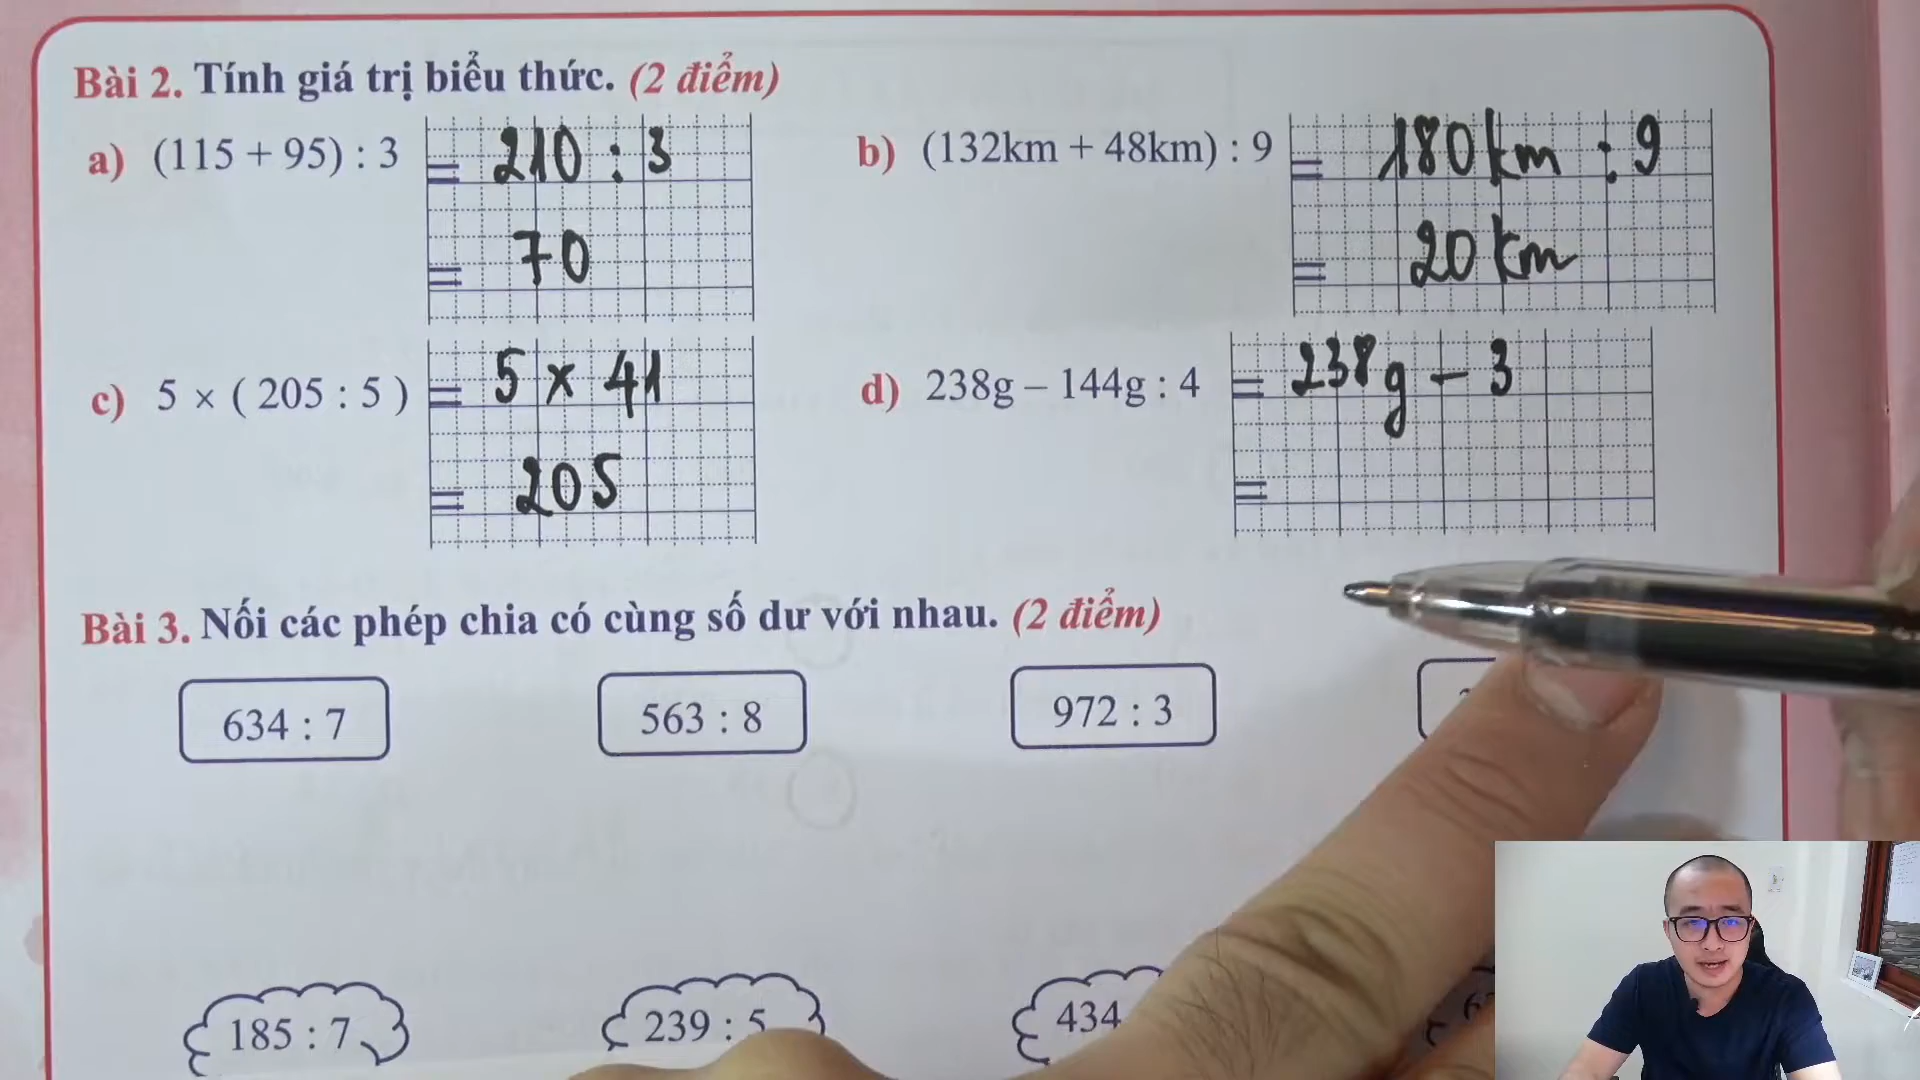 Bài 2. Tính giá trị biểu thức. (2 điểm)
a) (115 + 95) : 3 = 210 : 3
= 70
b) (132km + 48km) : 9 = 180km : 9
= 20km
c) 5 × ( 205 : 5 ) = 5 × 41
= 205
d) 238g – 144g : 4 = 238g – 3
=
Bài 3. Nối các phép chia có cùng số dư với nhau. (2 điểm)
634 : 7 563 : 8 972 : 3
185 : 7 239 : 5 434